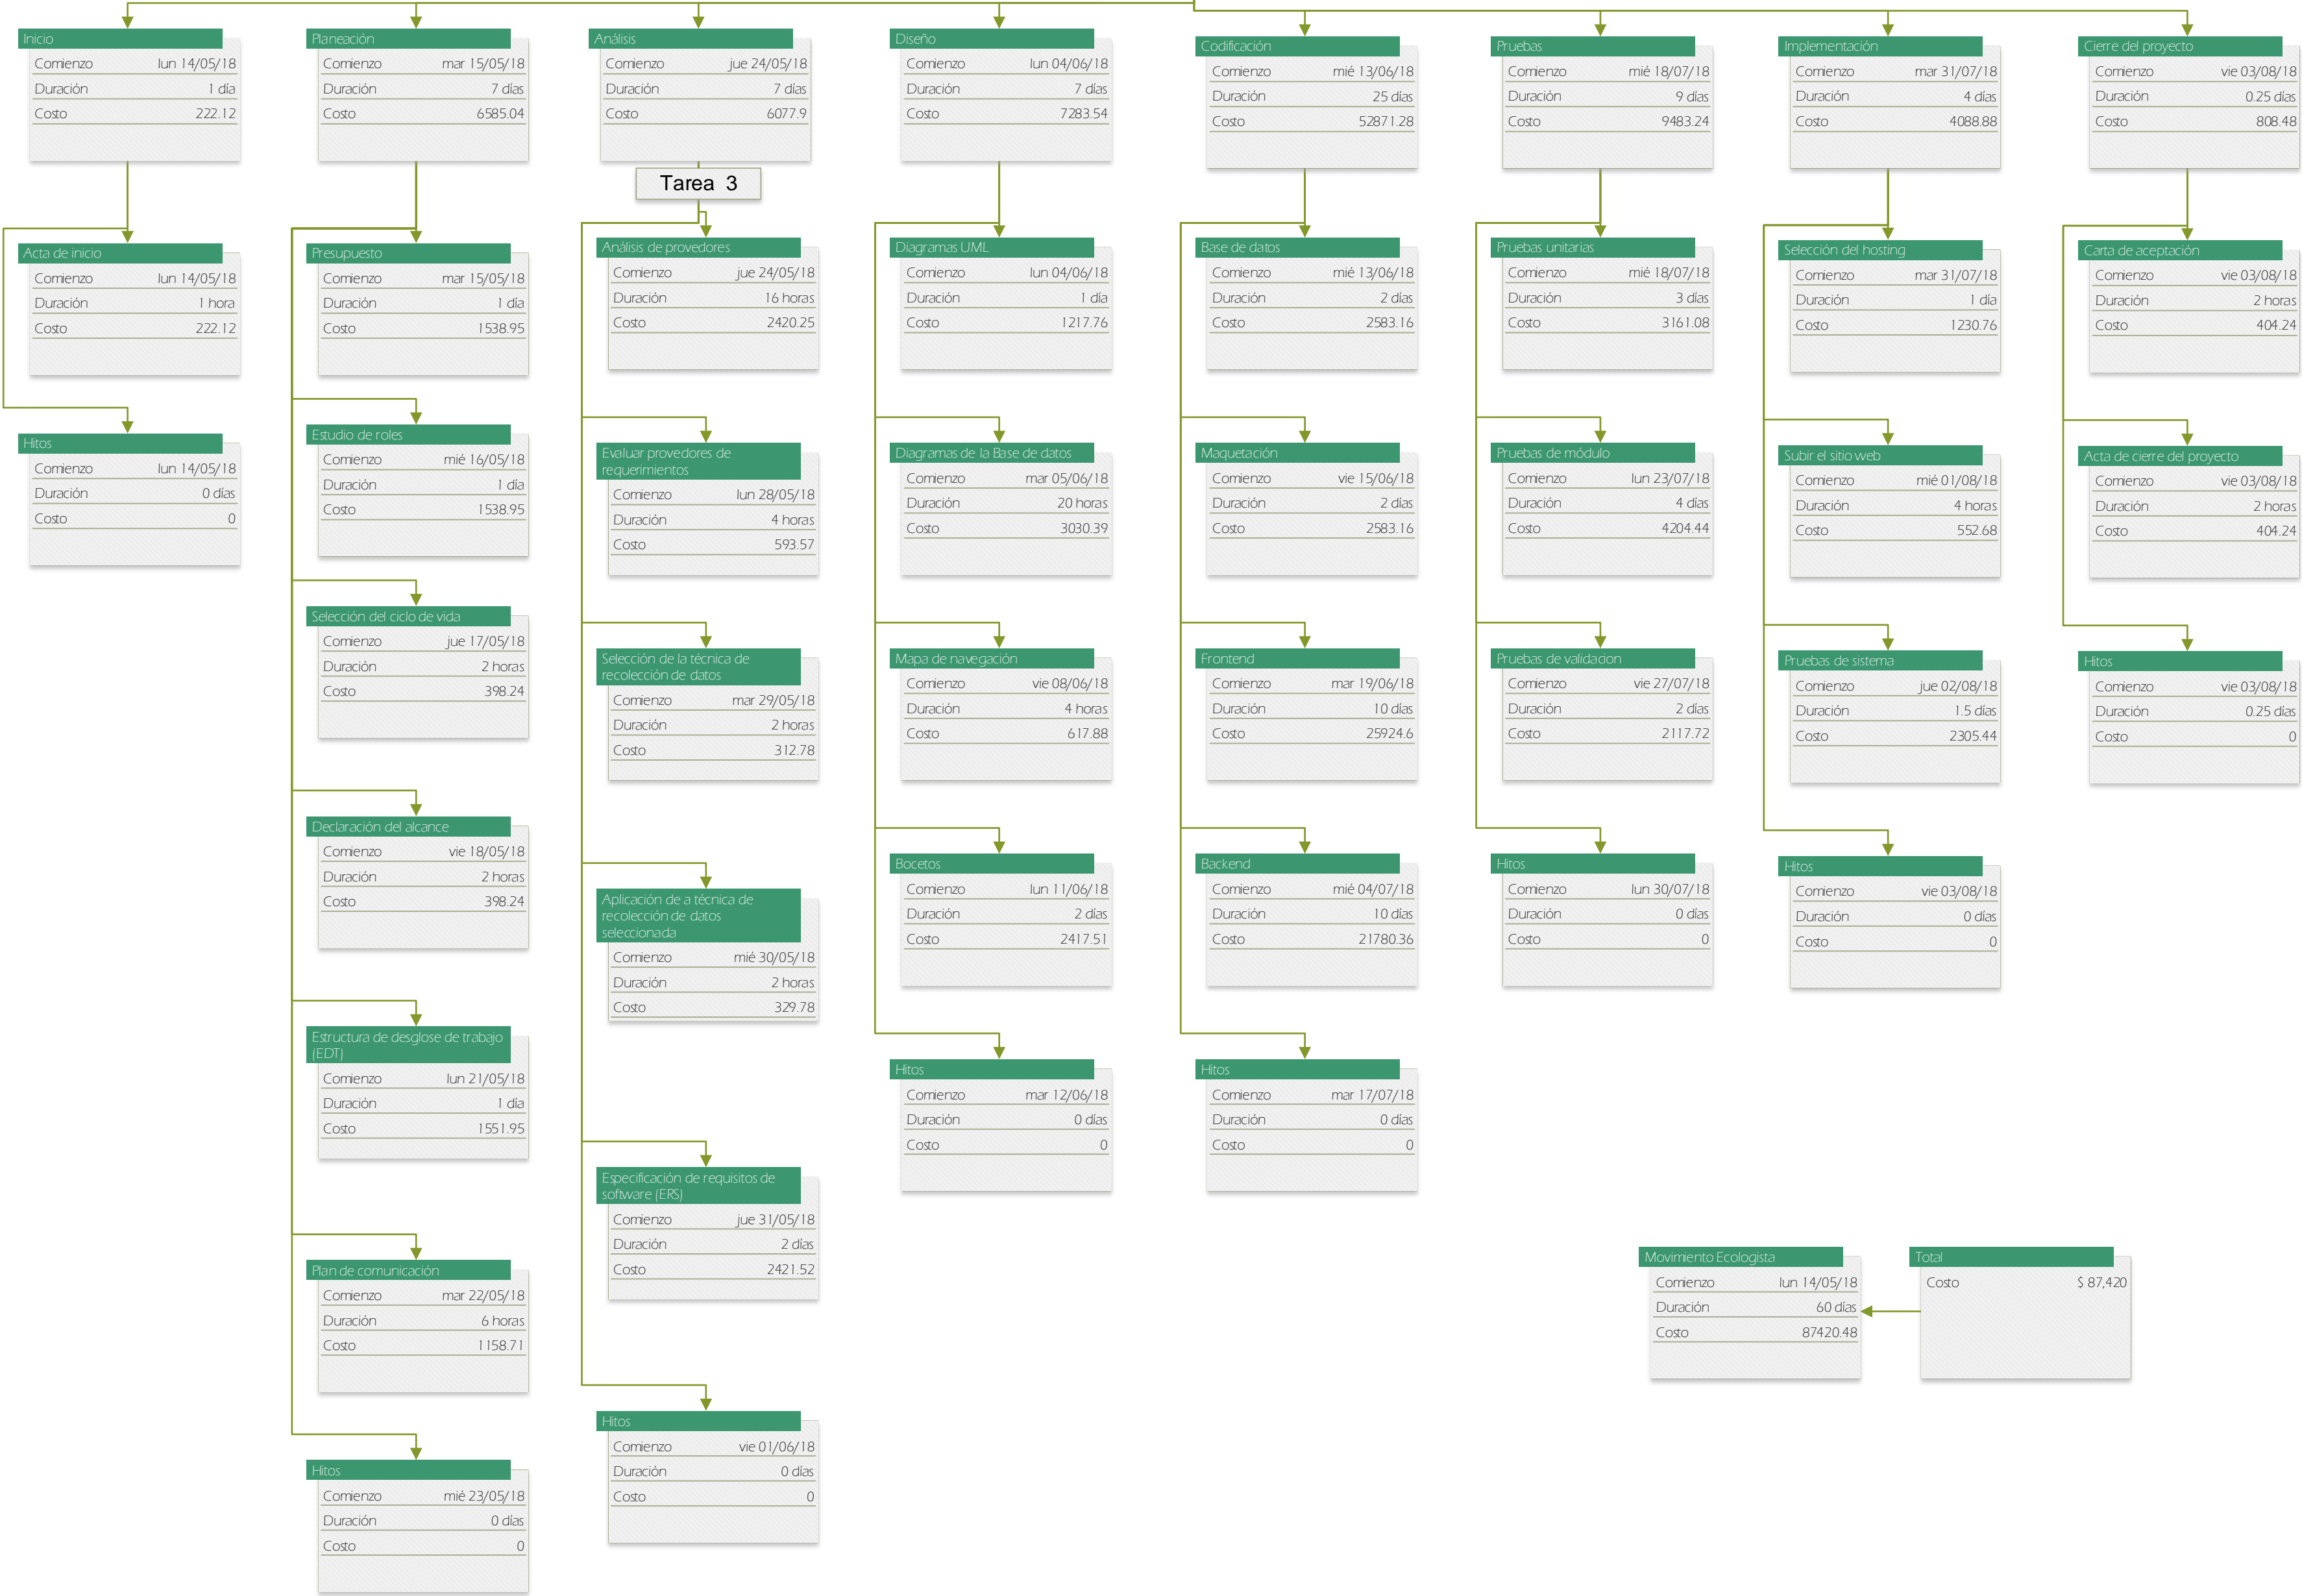 Inicio
Comienzo lun 14/05/18
Duración 1 día
Costo 222.12
Acta de inicio
Comienzo lun 14/05/18
Duración 1 hora
Costo 222.12
Hitos
Comienzo lun 14/05/18
Duración 0 días
Costo 0
Planeación
Comienzo mar 15/05/18
Duración 7 días
Costo 6585.04
Presupuesto
Comienzo mar 15/05/18
Duración 1 día
Costo 1538.95
Estudio de roles
Comienzo mié 16/05/18
Duración 1 día
Costo 1538.95
Selección del ciclo de vida
Comienzo jue 17/05/18
Duración 2 horas
Costo 398.24
Declaración del alcance
Comienzo vie 18/05/18
Duración 2 horas
Costo 398.24
Estructura de desglose de trabajo
(EDT)
Comienzo lun 21/05/18
Duración 1 día
Costo 1551.95
Plan de comunicación
Comienzo mar 22/05/18
Duración 6 horas
Costo 1158.71
Hitos
Comienzo mié 23/05/18
Duración 0 días
Costo 0
Análisis
Comienzo jue 24/05/18
Duración 7 días
Costo 6077.9
Tarea 3
Análisis de provedores
Comienzo jue 24/05/18
Duración 16 horas
Costo 2420.25
Evaluar provedores de
requerimientos
Comienzo lun 28/05/18
Duración 4 horas
Costo 593.57
Selección de la técnica de
recolección de datos
Comienzo mar 29/05/18
Duración 2 horas
Costo 312.78
Aplicación de a técnica de
recolección de datos
seleccionada
Comienzo mié 30/05/18
Duración 2 horas
Costo 329.78
Especificación de requisitos de
software (ERS)
Comienzo jue 31/05/18
Duración 2 días
Costo 2421.52
Hitos
Comienzo vie 01/06/18
Duración 0 días
Costo 0
Diseño
Comienzo lun 04/06/18
Duración 7 días
Costo 7283.54
Diagramas UML
Comienzo lun 04/06/18
Duración 1 día
Costo 1217.76
Diagramas de la Base de datos
Comienzo mar 05/06/18
Duración 20 horas
Costo 3030.39
Mapa de navegación
Comienzo vie 08/06/18
Duración 4 horas
Costo 617.88
Bocetos
Comienzo lun 11/06/18
Duración 2 días
Costo 2417.51
Hitos
Comienzo mar 12/06/18
Duración 0 días
Costo 0
Codificación
Comienzo mié 13/06/18
Duración 25 días
Costo 52871.28
Base de datos
Comienzo mié 13/06/18
Duración 2 días
Costo 2583.16
Maquetación
Comienzo vie 15/06/18
Duración 2 días
Costo 2583.16
Frontend
Comienzo mar 19/06/18
Duración 10 días
Costo 25924.6
Backend
Comienzo mié 04/07/18
Duración 10 días
Costo 21780.36
Hitos
Comienzo mar 17/07/18
Duración 0 días
Costo 0
Pruebas
Comienzo mié 18/07/18
Duración 9 días
Costo 9483.24
Pruebas unitarias
Comienzo mié 18/07/18
Duración 3 días
Costo 3161.08
Pruebas de módulo
Comienzo lun 23/07/18
Duración 4 días
Costo 4204.44
Pruebas de validacion
Comienzo vie 27/07/18
Duración 2 días
Costo 2117.72
Hitos
Comienzo lun 30/07/18
Duración 0 días
Costo 0
Implementación
Comienzo mar 31/07/18
Duración 4 días
Costo 4088.88
Selección del hosting
Comienzo mar 31/07/18
Duración 1 día
Costo 1230.76
Subir el sitio web
Comienzo mié 01/08/18
Duración 4 horas
Costo 552.68
Pruebas de sistema
Comienzo jue 02/08/18
Duración 1.5 días
Costo 2305.44
Hitos
Comienzo vie 03/08/18
Duración 0 días
Costo 0
Cierre del proyecto
Comienzo vie 03/08/18
Duración 0.25 días
Costo 808.48
Carta de aceptación
Comienzo vie 03/08/18
Duración 2 horas
Costo 404.24
Acta de cierre del proyecto
Comienzo vie 03/08/18
Duración 2 horas
Costo 404.24
Hitos
Comienzo vie 03/08/18
Duración 0.25 días
Costo 0
Movimiento Ecologista
Comienzo lun 14/05/18
Duración 60 días
Costo 87420.48
Total
Costo $ 87,420